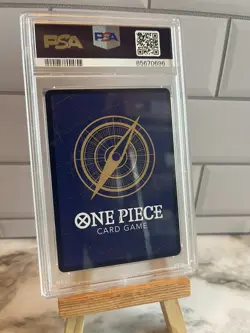 PSA PSA
85670696
ONE PIECE
CARD GAME